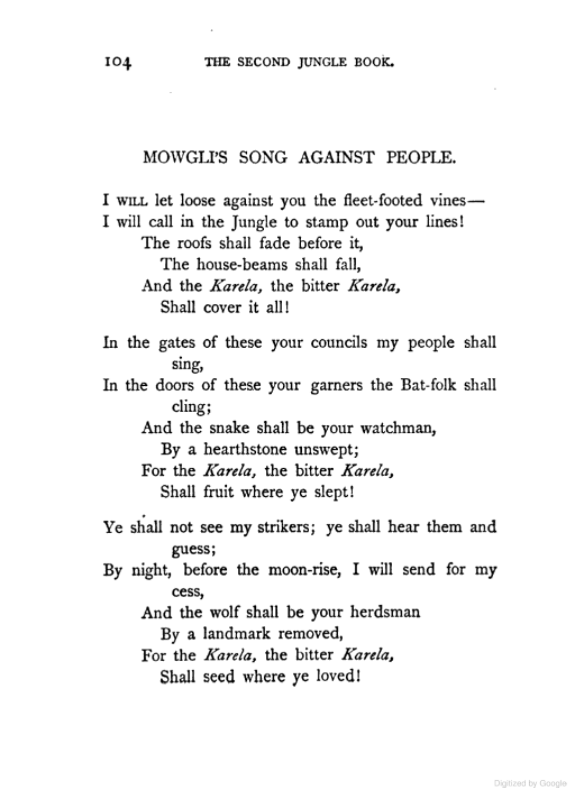 104 THE SECOND JUNGLE BOOK.
MOWGLI'S SONG AGAINST PEOPLE.
I WILL let loose against you the fleet-footed vines—
I will call in the Jungle to stamp out your lines!
The roofs shall fade before it,
The house-beams shall fall,
And the Karela, the bitter Karela,
Shall cover it all!
In the gates of these your councils my people shall
sing,
In the doors of these your garners the Bat-folk shall
cling;
And the snake shall be your watchman,
By a hearthstone unswept;
For the Karela, the bitter Karela,
Shall fruit where ye slept!
Ye shall not see my strikers; ye shall hear them and
guess;
By night, before the moon-rise, I will send for my
cess,
And the wolf shall be your herdsman
By a landmark removed,
For the Karela, the bitter Karela,
Shall seed where ye loved!
Digitized by Google